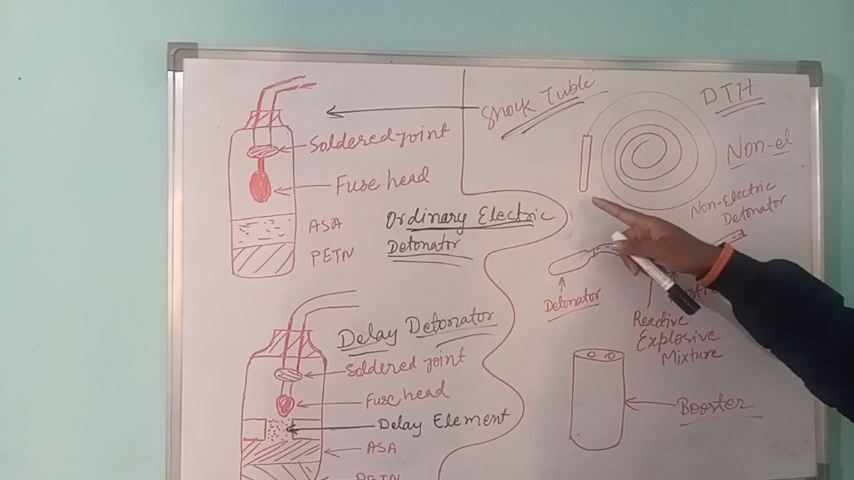 Soldered joint
Fuse head
ASA
PETN
Ordinary Electric
Detonator
Delay Detonator
Soldered joint
Fuse head
Delay Element
ASA
PETN
Shock Tube
DTH
Non-el
Non-Electric
Detonator
Detonator
Reactive
Explosive
Mixture
Booster